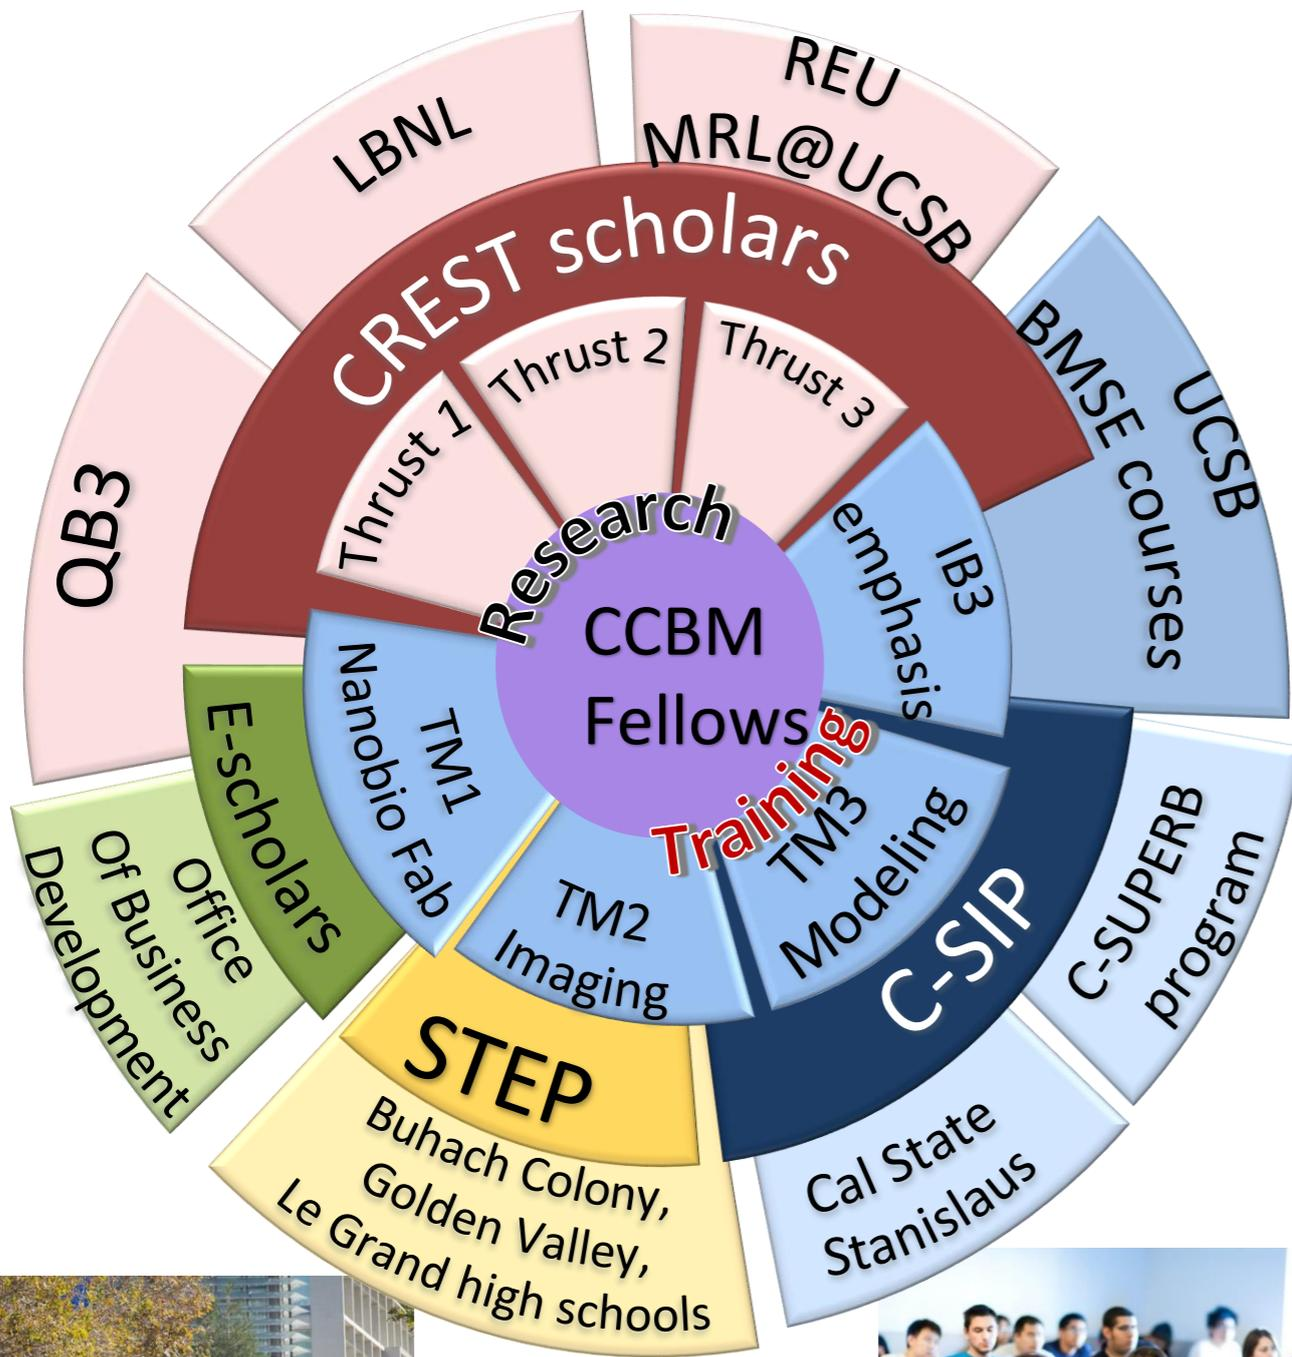 LBNL
REU
MRL@UCSB
QB3
CREST scholars
Thrust 1
Thrust 2
Thrust 3
UCSB
BMSE courses
IB3
emphasis
Research
CCBM
Fellows
Training
TM1
Nanobio Fab
TM2
Imaging
TM3
Modeling
E-scholars
Office
Of Business
Development
STEP
Buhach Colony,
Golden Valley,
Le Grand high schools
C-SIP
C-SUPERB
program
Cal State
Stanislaus